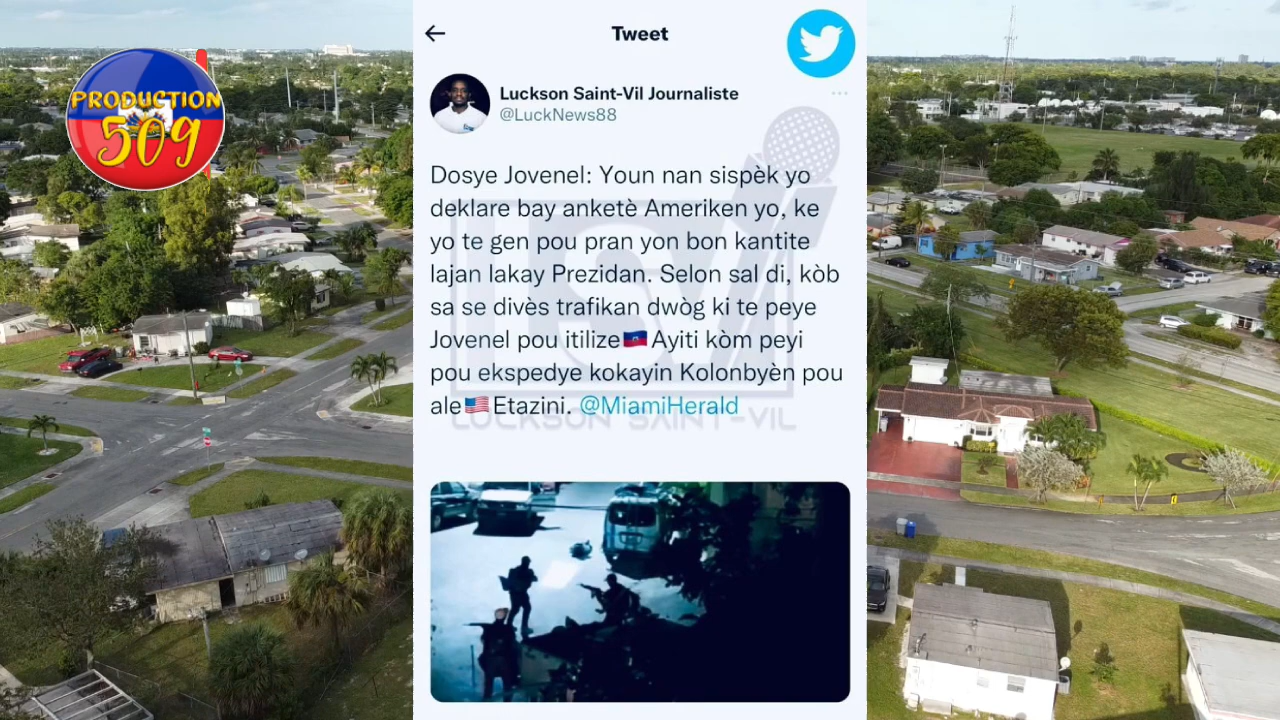 PRODUCTION
509
Tweet
Luckson Saint-Vil Journaliste
@LuckNews88
Dosye Jovenel: Youn nan sispèk yo
deklare bay anketè Ameriken yo, ke
yo te gen pou pran yon bon kantite
lajan lakay Prezidan. Selon sal di, kòb
sa se divès trafikan dwòg ki te peye
Jovenel pou itilize🇭🇹Ayiti kòm peyi
pou ekspedye kokayin Kolonbyèn pou
ale🇺🇸Etazini. @MiamiHerald
LUCKSON SAINT-VIL